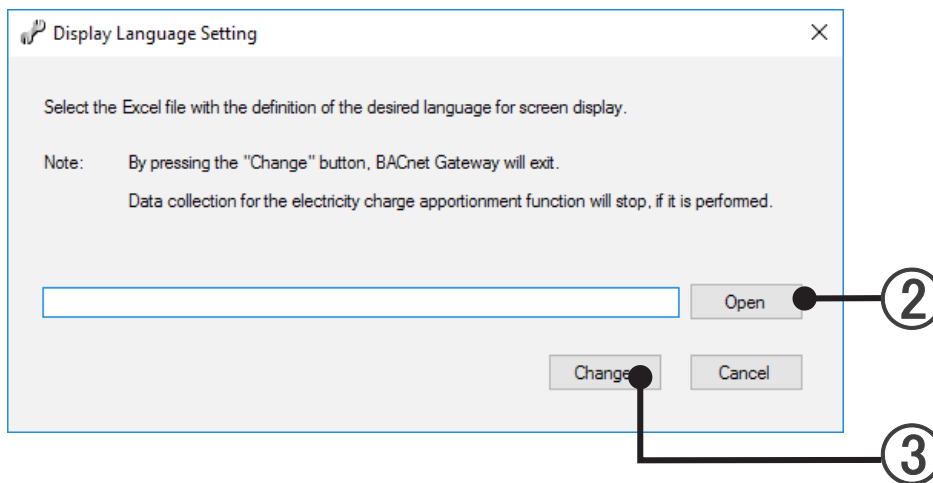 Display Language Setting
Select the Excel file with the definition of the desired language for screen display.
Note: By pressing the "Change" button, BACnet Gateway will exit.
Data collection for the electricity charge apportionment function will stop, if it is performed.
Open
②
Change
Cancel
③